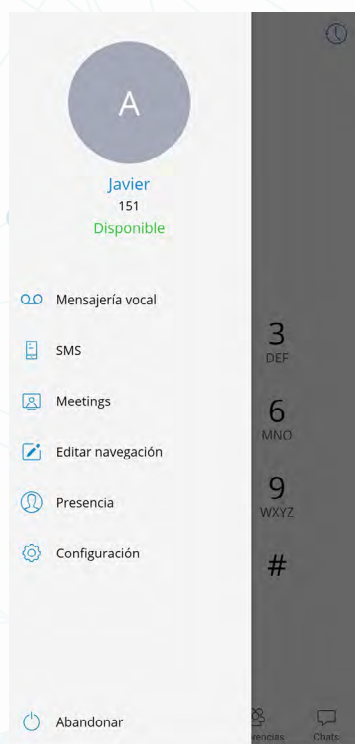 A
Javier
151
Disponible
Mensajería vocal
SMS
Meetings
Editar navegación
Presencia
Configuración
Abandonar
3
DEF
6
MNO
9
WXYZ
#
Chats